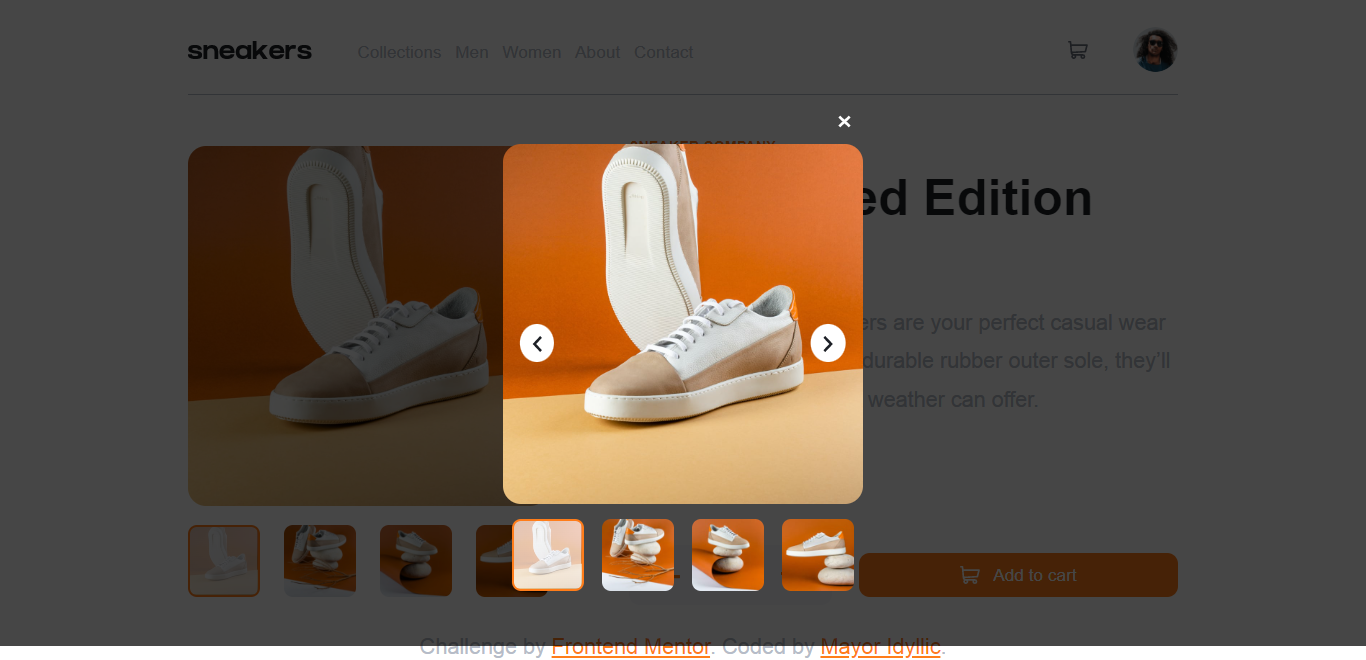 sneakers
Collections Men Women About Contact
SNEAKER COMPANY
ed Edition
ers are your perfect casual wear
durable rubber outer sole, they'll
weather can offer.
Add to cart
Challenge by Frontend Mentor. Coded by Mayor Idyllic.